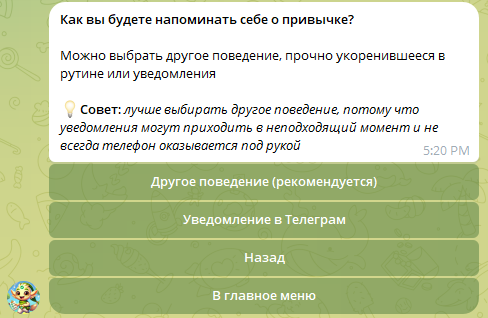 Как вы будете напоминать себе о привычке?
Можно выбрать другое поведение, прочно укоренившееся в
рутине или уведомления
💡 Совет: лучше выбирать другое поведение, потому что
уведомления могут приходить в неподходящий момент и не
всегда телефон оказывается под рукой
5:20 PM
Другое поведение (рекомендуется)
Уведомление в Телеграм
Назад
В главное меню